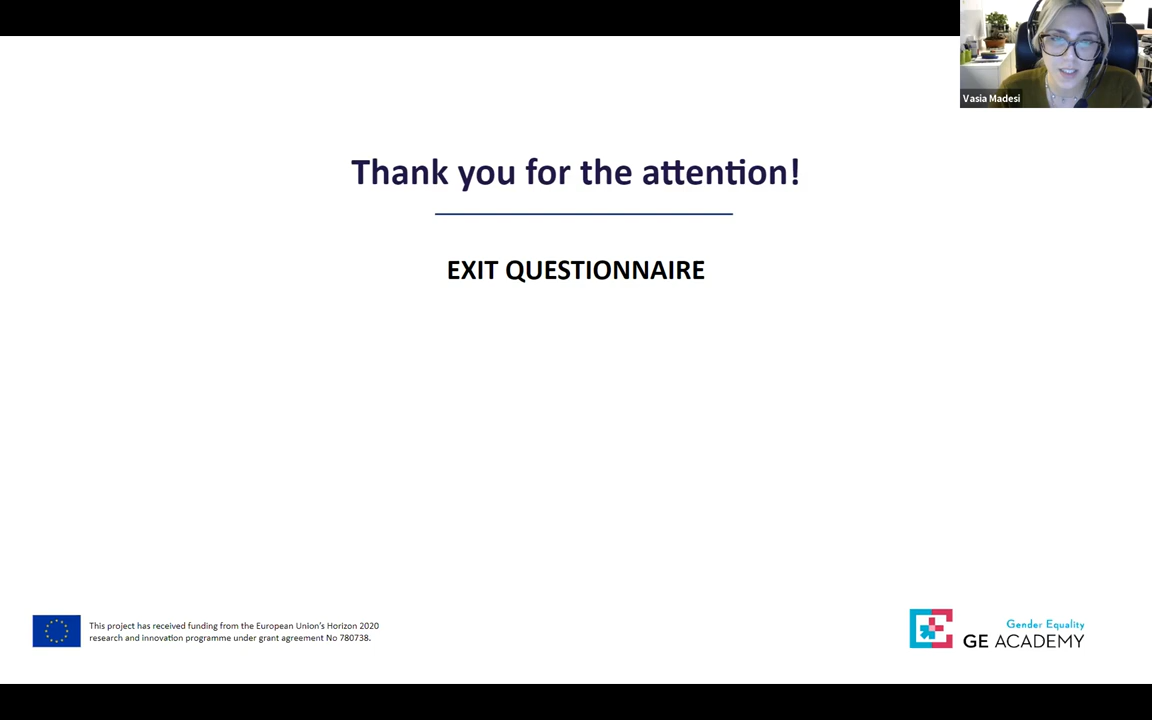 Vasia Madesi
Thank you for the attention!
EXIT QUESTIONNAIRE
This project has received funding from the European Union's Horizon 2020
research and innovation programme under grant agreement No 780738.
Gender Equality
GE ACADEMY